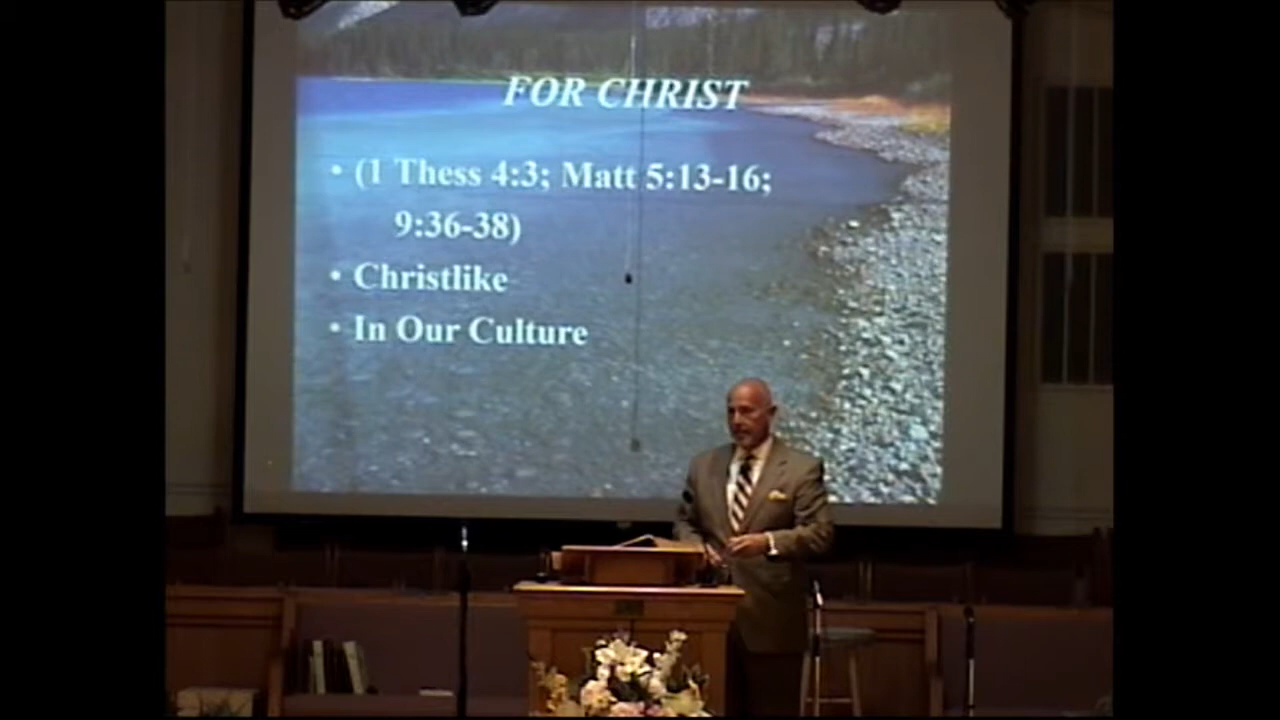 FOR CHRIST
• (1 Thess 4:3; Matt 5:13-16;
9:36-38)
• Christlike
• In Our Culture